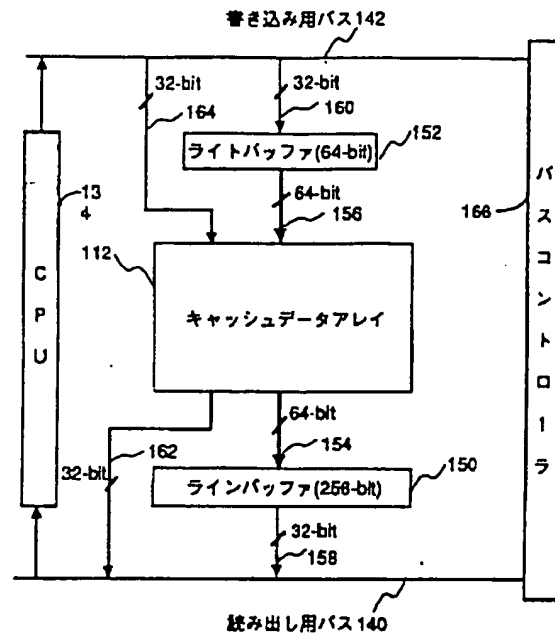 書き込み用バス142
32-bit
164
32-bit
160
ライトバッファ(64-bit)
152
64-bit
156
13
4
CPU
112
キャッシュデータアレイ
166
バスコントローラ
64-bit
154
162
32-bit
ラインバッファ(256-bit)
150
32-bit
158
読み出し用バス140